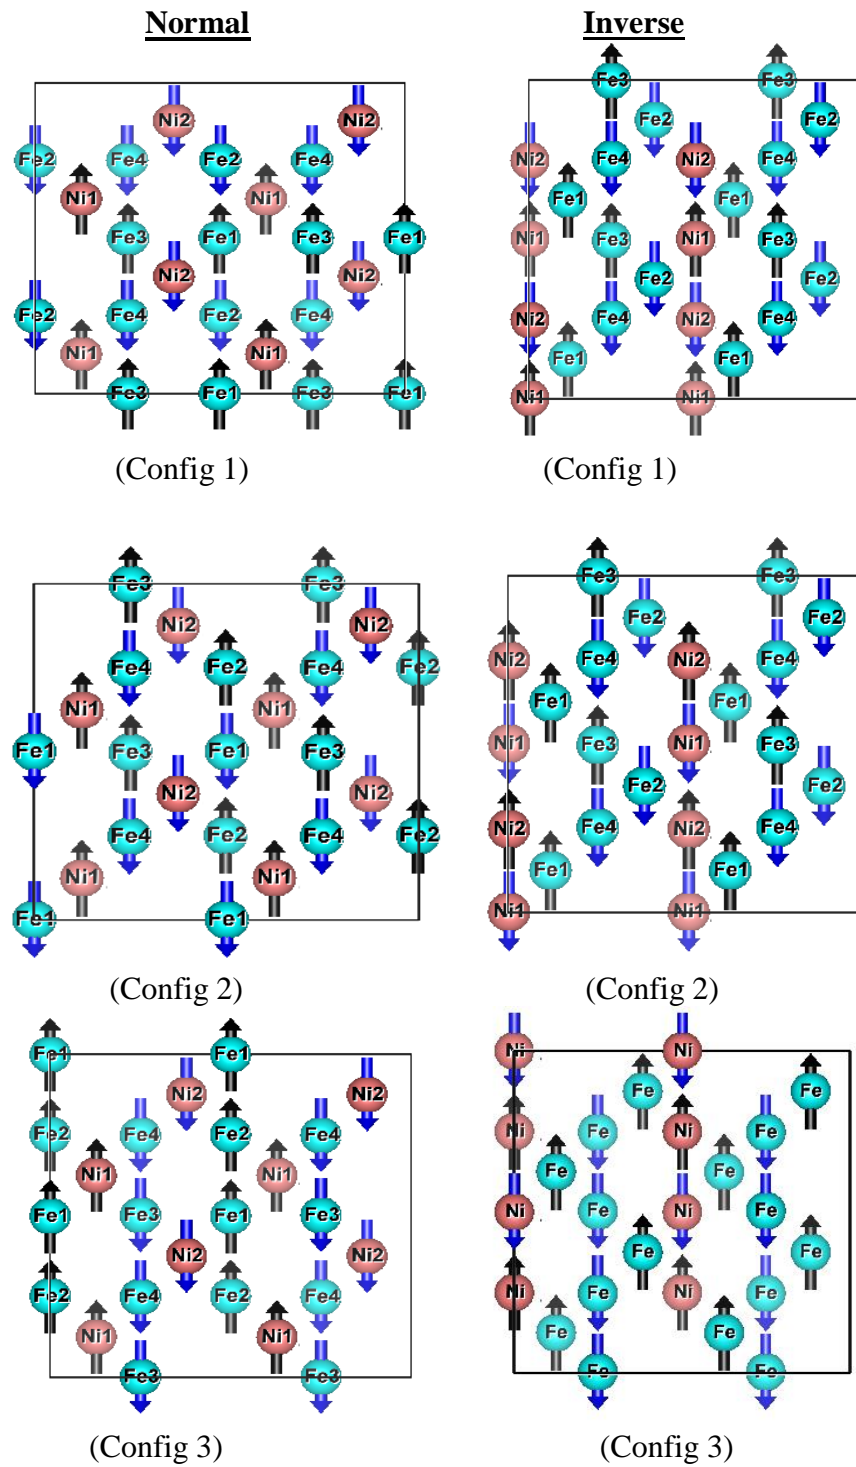 Normal
Ni2 Ni2
Fe2 Fe4 Fe2 Fe4
Ni1 Ni1
Fe3 Fe1 Fe3 Fe1
Ni2 Ni2
Fe2 Fe4 Fe2 Fe4
Ni1 Ni1
Fe3 Fe1 Fe3 Fe1
(Config 1)
Inverse
Fe3 Fe3
Fe2 Fe2
Ni2 Fe4 Ni2 Fe4
Fe1 Fe1
Ni1 Fe3 Ni1 Fe3
Fe2 Fe2
Ni2 Fe4 Ni2 Fe4
Fe1 Fe1
Ni1 Ni1
(Config 1)
Fe3 Fe3
Ni2 Ni2
Fe4 Fe2 Fe4 Fe2
Ni1 Ni1
Fe1 Fe3 Fe1 Fe3
Ni2 Ni2
Fe4 Fe2 Fe4 Fe2
Ni1 Ni1
Fe1 Fe1
(Config 2)
Fe3 Fe3
Fe2 Fe2
Ni2 Fe4 Ni2 Fe4
Fe1 Fe1
Ni1 Fe3 Ni1 Fe3
Fe2 Fe2
Ni2 Fe4 Ni2 Fe4
Fe1 Fe1
Ni1 Ni1
(Config 2)
Fe1 Fe1
Ni2 Ni2
Fe2 Fe4 Fe2 Fe4
Ni1 Ni1
Fe1 Fe3 Fe1 Fe3
Ni2 Ni2
Fe2 Fe4 Fe2 Fe4
Ni1 Ni1
Fe3 Fe3
(Config 3)
Ni Ni
Fe Fe
Ni Fe Ni Fe
Fe Fe
Ni Fe Ni Fe
Fe Fe
Ni Fe Ni Fe
Fe Fe
Fe Fe
(Config 3)